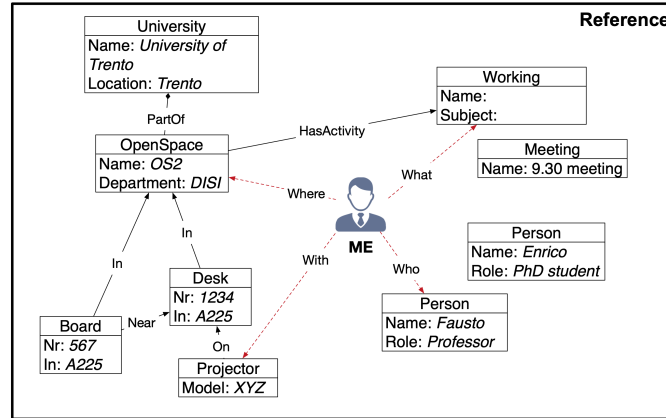 Reference
University
Name: University of
Trento
Location: Trento
PartOf
Working
Name:
Subject:
HasActivity
OpenSpace
Name: OS2
Department: DISI
Meeting
Name: 9.30 meeting
What
Where
ME
In
In
With
Who
Person
Name: Enrico
Role: PhD student
Desk
Nr: 1234
In: A225
Person
Name: Fausto
Role: Professor
Board
Nr: 567
In: A225
Near
On
Projector
Model: XYZ